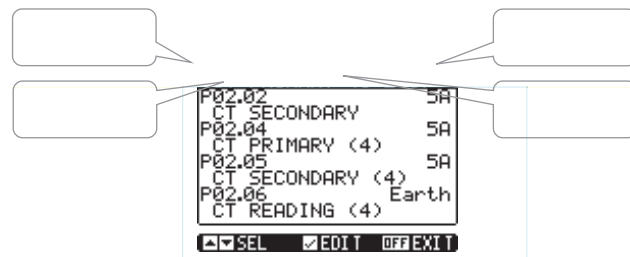 P02.02 5A
CT SECONDARY
P02.04 5A
CT PRIMARY (4)
P02.05 5A
CT SECONDARY (4)
P02.06 Earth
CT READING (4)
▲▼ SEL ✓ EDIT OFF EXIT